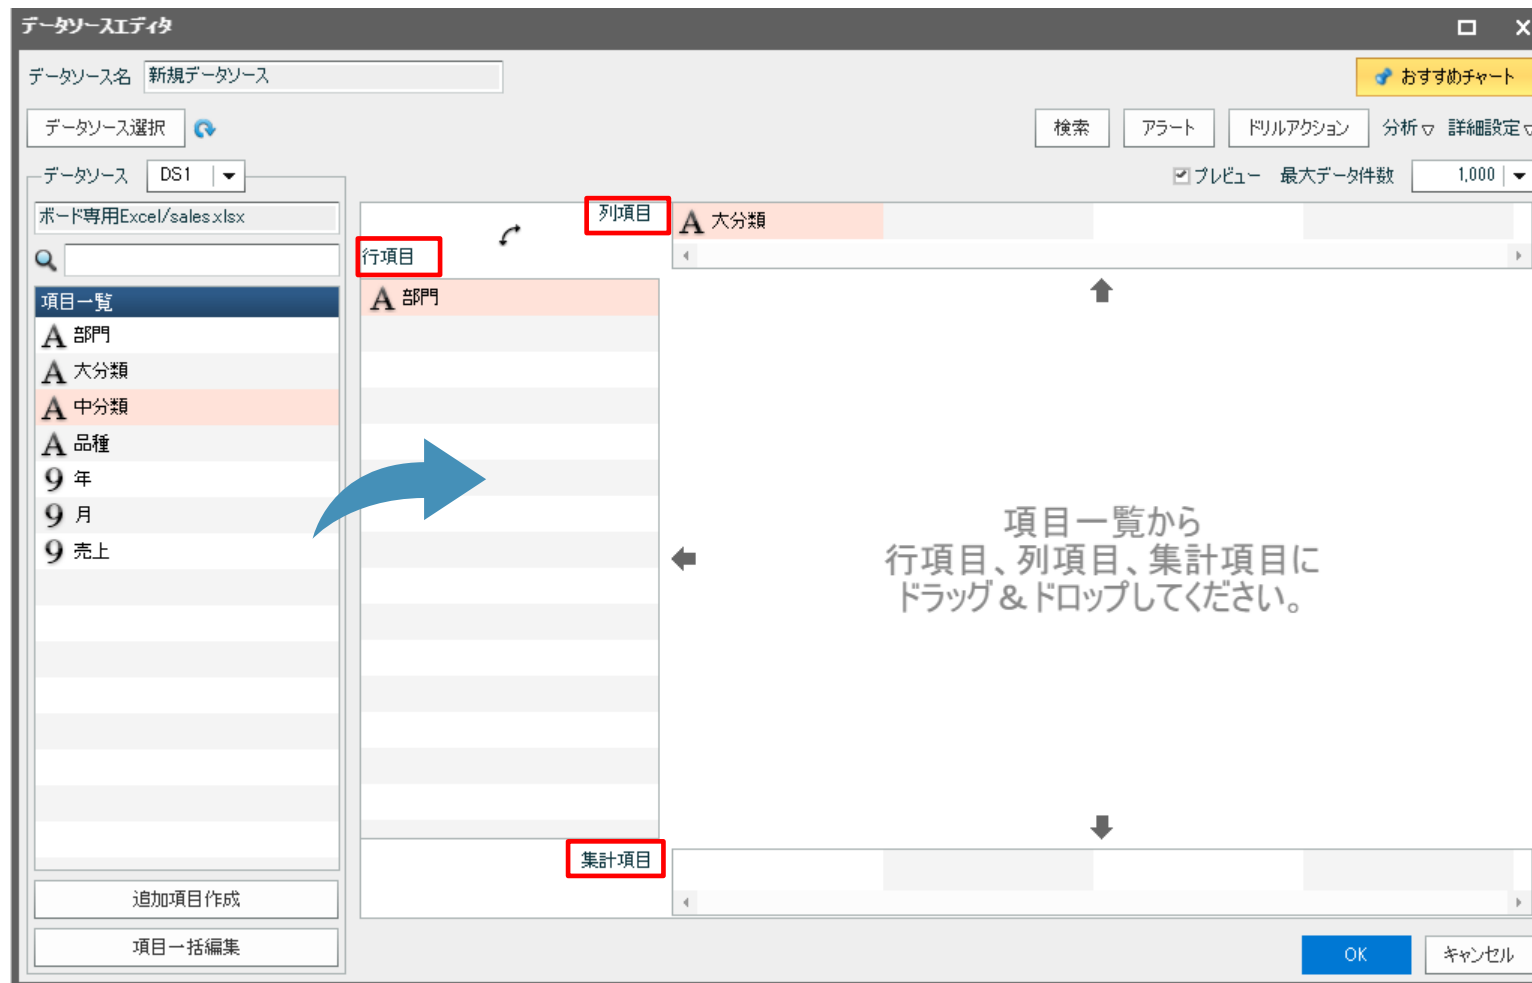 データソースエディタ
データソース名 新規データソース
おすすめチャート
データソース選択
検索 アラート ドリルアクション 分析 詳細設定
データソース DS1
プレビュー 最大データ件数 1,000
ボード専用Excel/sales.xlsx
列項目
A 大分類
行項目
項目一覧
A 部門
A 部門
A 大分類
A 中分類
A 品種
9 年
9 月
9 売上
項目一覧から
行項目、列項目、集計項目に
ドラッグ&ドロップしてください。
集計項目
追加項目作成
項目一括編集
OK キャンセル